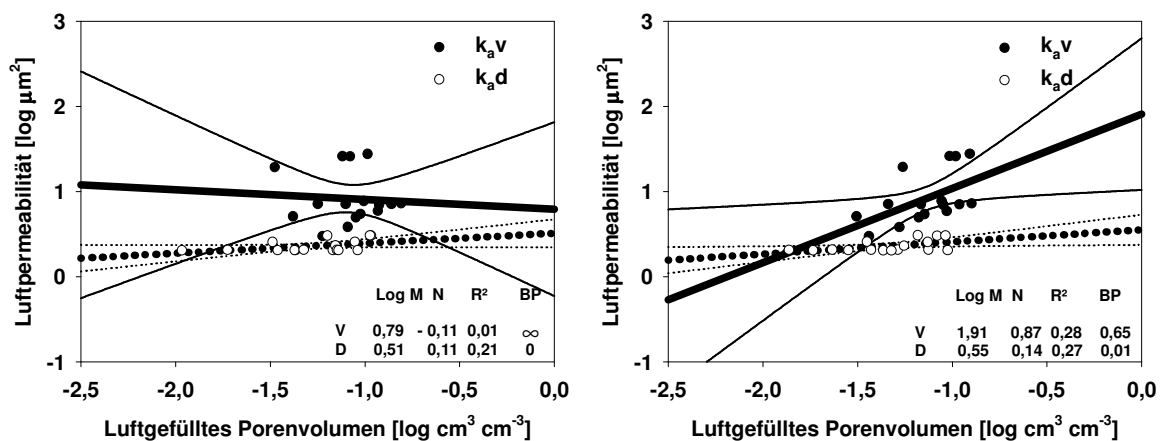 Luftpermeabilität [log μm²]
3
2
1
0
-1
kₐv
kₐd
Log M N R² BP
V 0,79 - 0,11 0,01 ∞
D 0,51 0,11 0,21 0
-2,5 -2,0 -1,5 -1,0 -0,5 0,0
Luftgefülltes Porenvolumen [log cm³ cm⁻³]
Luftpermeabilität [log μm²]
3
2
1
0
-1
kₐv
kₐd
Log M N R² BP
V 1,91 0,87 0,28 0,65
D 0,55 0,14 0,27 0,01
-2,5 -2,0 -1,5 -1,0 -0,5 0,0
Luftgefülltes Porenvolumen [log cm³ cm⁻³]